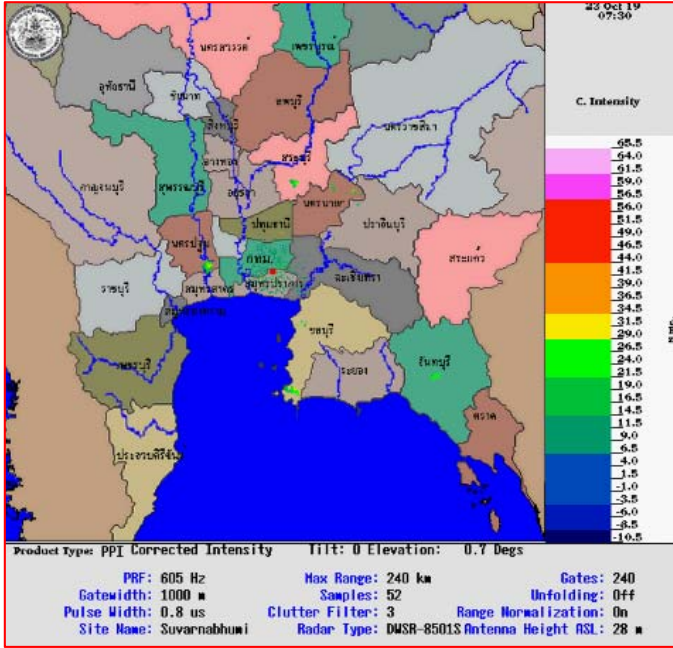 23 Oct 19
07:30
C. Intensity
นครสวรรค์
เพชรบูรณ์
อุทัยธานี
ชัยนาท
ลพบุรี
สิงห์บุรี
นครราชสีมา
อ่างทอง
สระบุรี
กาญจนบุรี
สุพรรณบุรี
อยุธยา
นครนายก
ปราจีนบุรี
ปทุมธานี
นครปฐม
กทม.
สระแก้ว
ราชบุรี
สมุทรสาคร
สมุทรปราการ
ฉะเชิงเทรา
สมุทรสงคราม
ชลบุรี
เพชรบุรี
ระยอง
จันทบุรี
ตราด
ประจวบคีรีขันธ์
65.5
64.0
61.5
59.0
56.5
56.0
51.5
49.0
46.5
44.0
41.5
39.0
36.5
34.5
31.5
29.0
26.5
24.0
21.5
19.0
16.5
14.5
11.5
9.0
6.5
4.0
1.5
-1.0
-3.5
-6.0
-8.5
-10.5
Product Type: PPI Corrected Intensity Tilt: 0 Elevation: 0.7 Degs
PRF: 605 Hz Max Range: 240 km Gates: 240
Gatewidth: 1000 m Samples: 52 Unfolding: Off
Pulse Width: 0.8 us Clutter Filter: 3 Range Normalization: On
Site Name: Suvarnabhumi Radar Type: DWSR-8501S Antenna Height ASL: 28 m